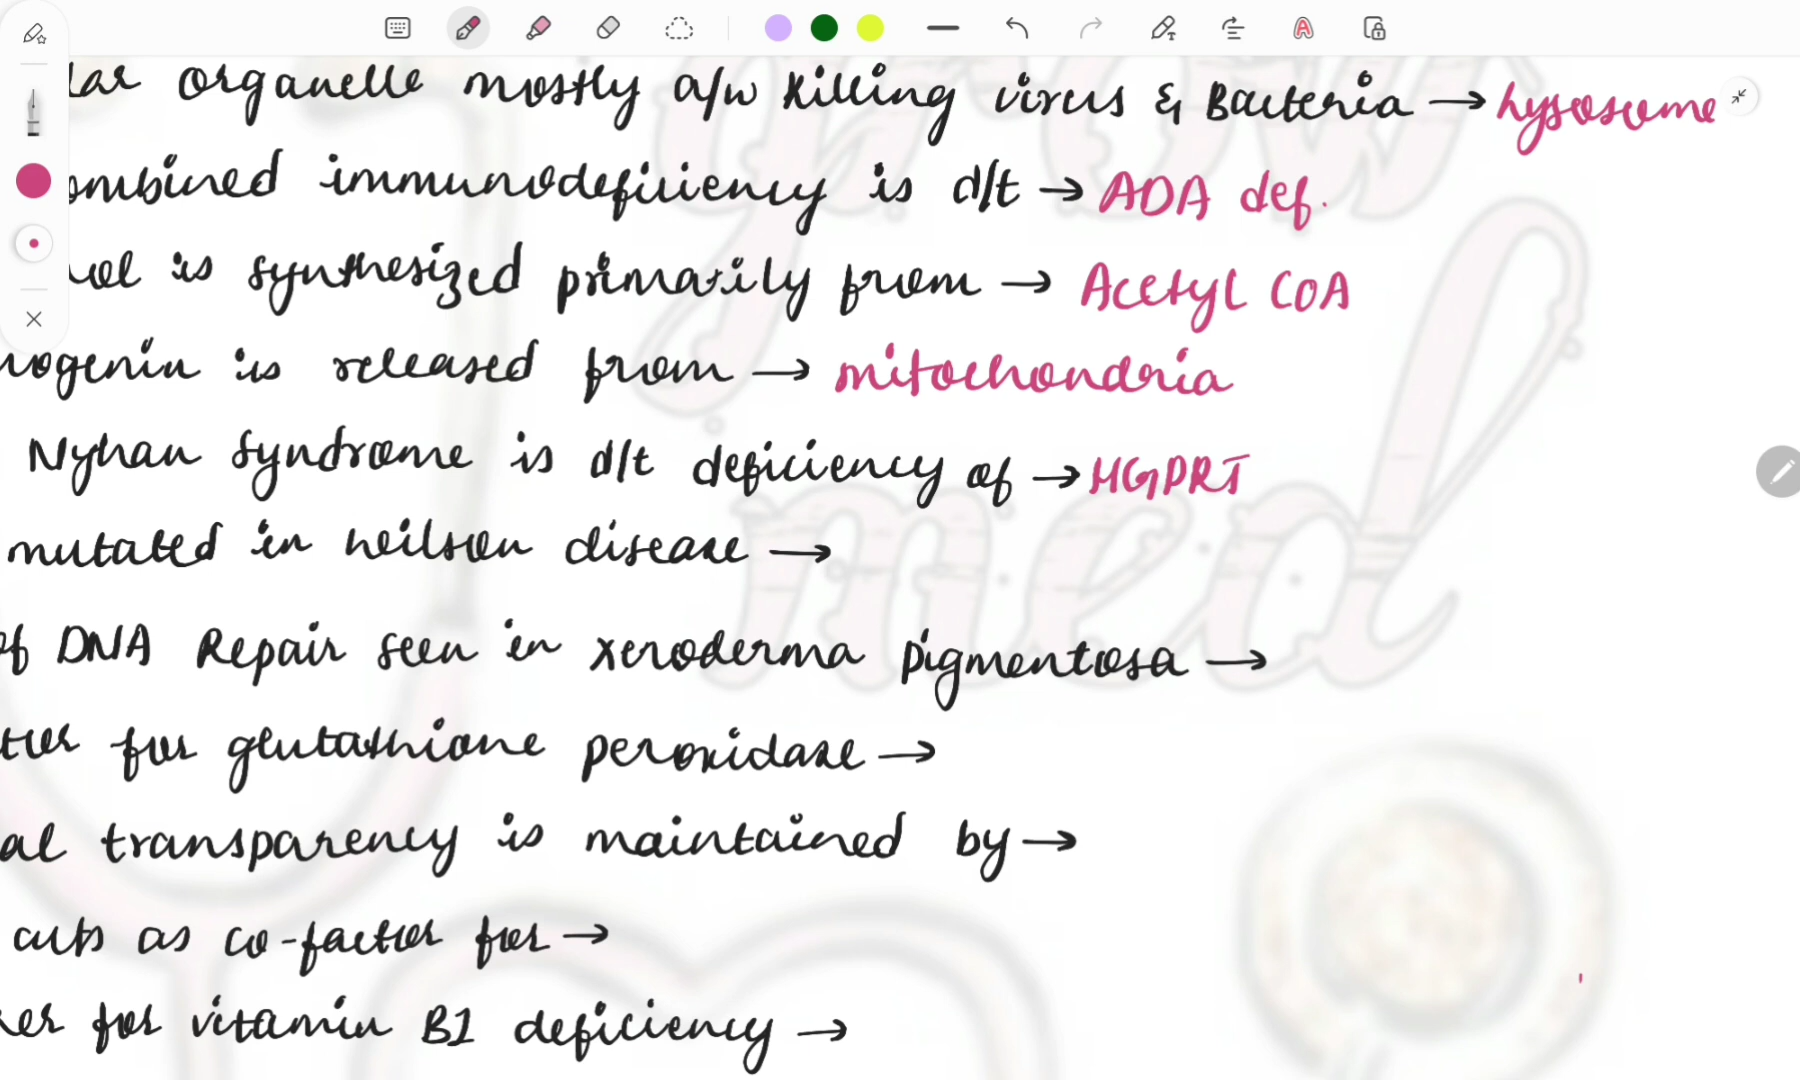 lar organelle mostly a/w killing virus & Bacteria → lysosome
ombined immunodeficiency is d/t → ADA def.
rol is synthesized primarily from → Acetyl COA
nogenin is released from → mitochondria
Nyhan syndrome is d/t deficiency of → HGPRT
mutated in wilson disease →
of DNA Repair seen in xeroderma pigmentosa →
ctor for glutathione peroxidase →
al transparency is maintained by →
acts as co-factor for →
ker for vitamin B1 deficiency →
grow
med